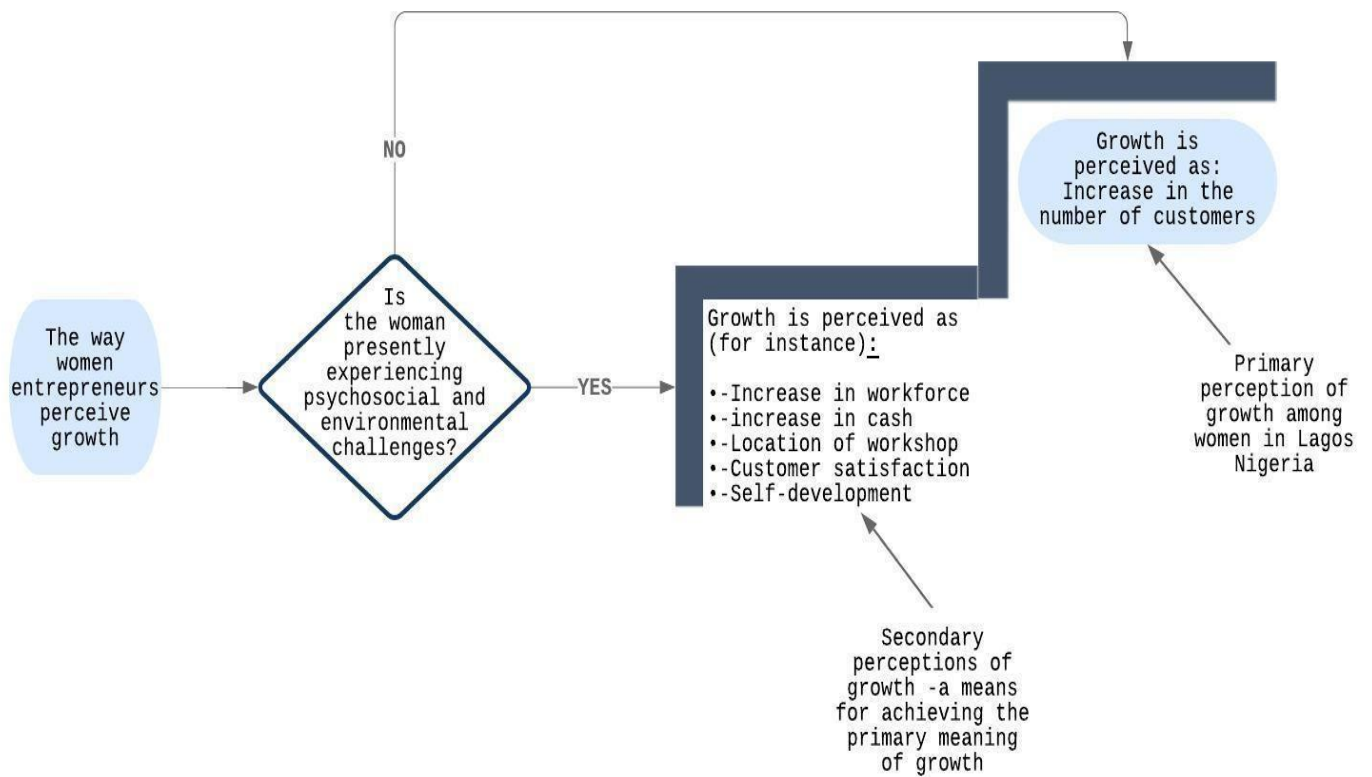 The way
women
entrepreneurs
perceive
growth
Is
the woman
presently
experiencing
psychosocial and
environmental
challenges?
NO
YES
Growth is perceived as
(for instance):
•-Increase in workforce
•-increase in cash
•-Location of workshop
•-Customer satisfaction
•-Self-development
Secondary
perceptions of
growth -a means
for achieving the
primary meaning
of growth
Growth is
perceived as:
Increase in the
number of customers
Primary
perception of
growth among
women in Lagos
Nigeria